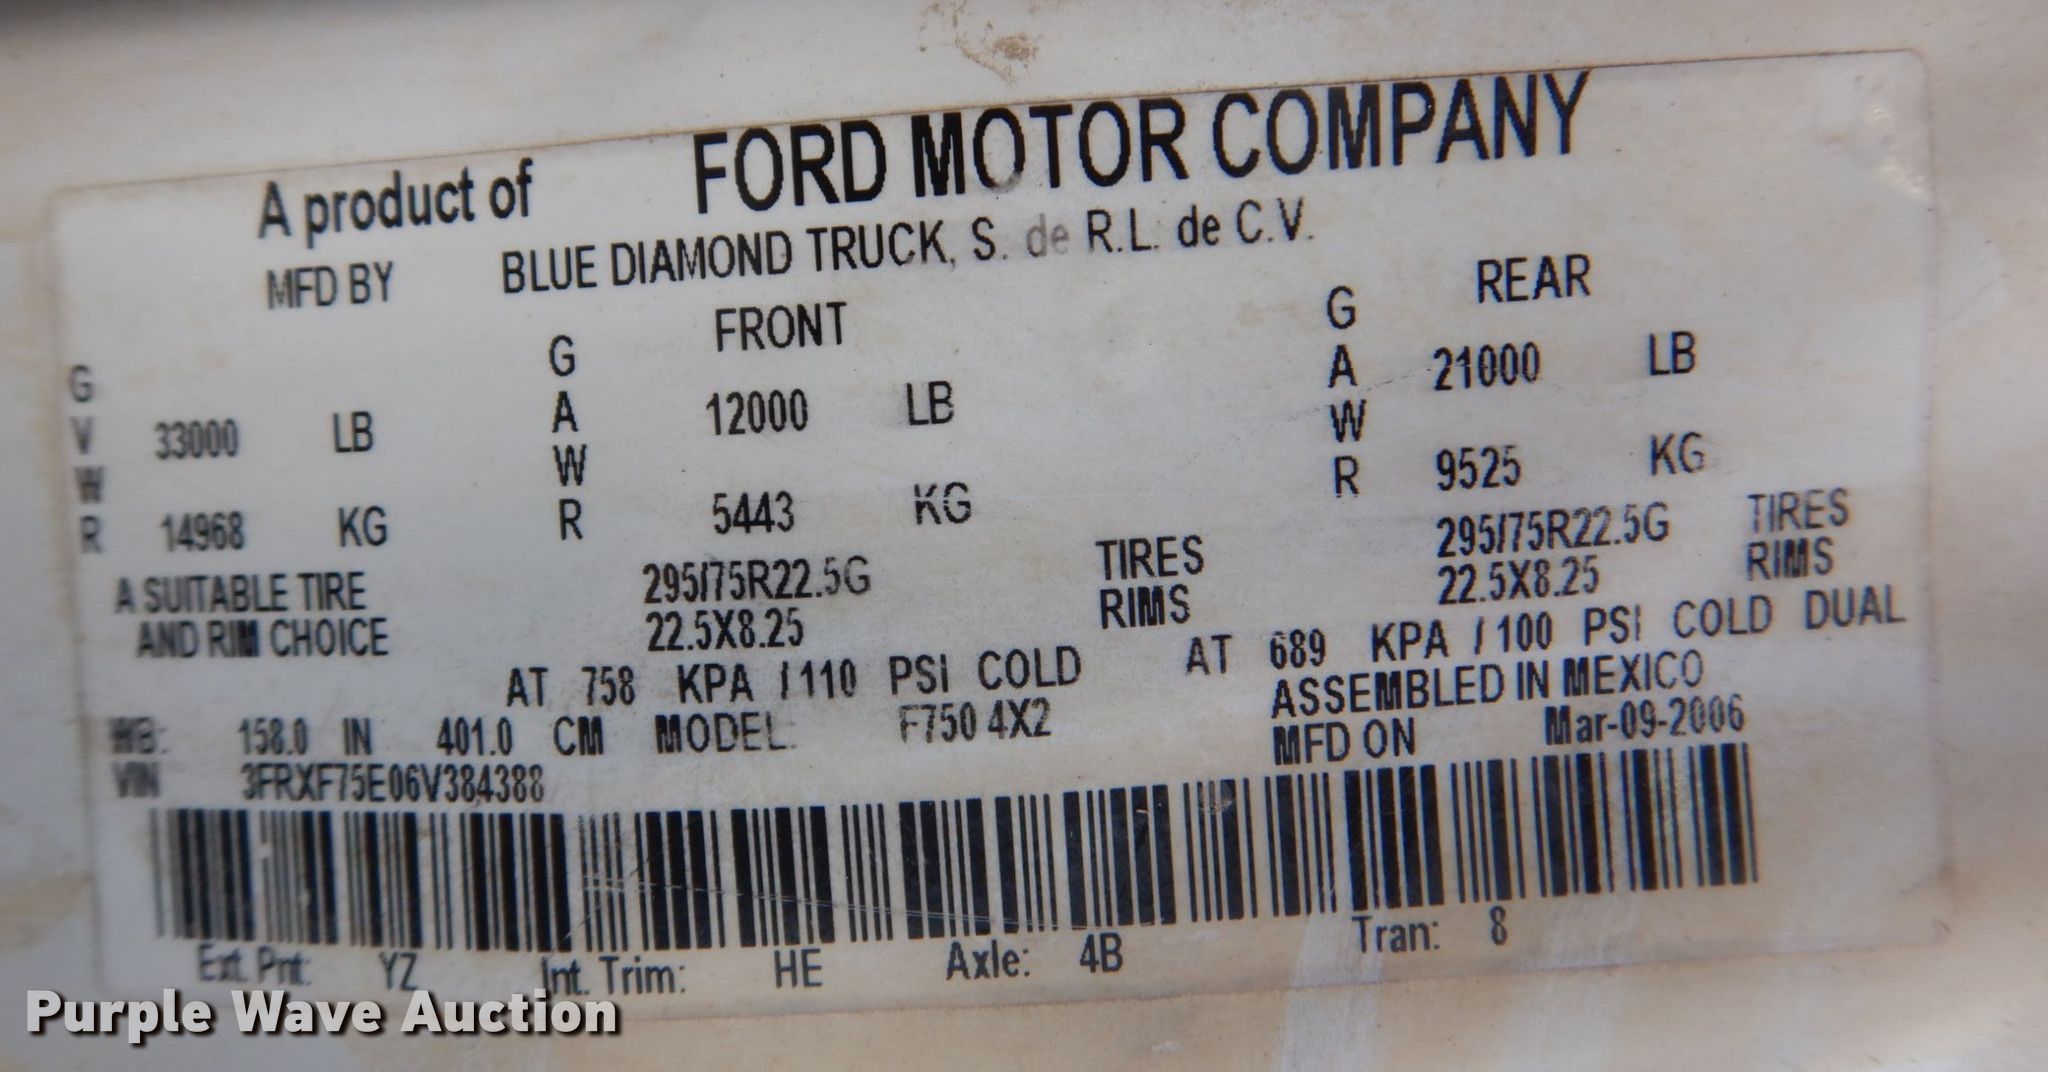 A product of FORD MOTOR COMPANY
MFD BY BLUE DIAMOND TRUCK, S. de R.L. de C.V.
GVWR 33000 LB
14968 KG
GAWR FRONT 12000 LB
5443 KG
GAWR REAR 21000 LB
9525 KG
A SUITABLE TIRE 295/75R22.5G TIRES 295/75R22.5G TIRES
AND RIM CHOICE 22.5X8.25 RIMS 22.5X8.25 RIMS
AT 758 KPA / 110 PSI COLD AT 689 KPA / 100 PSI COLD DUAL
ASSEMBLED IN MEXICO
WB: 158.0 IN 401.0 CM MODEL: F750 4X2 MFD ON Mar-09-2006
VIN 3FRXF75E06V384388
Ext. Pnt: YZ Int. Trim: HE Axle: 4B Tran: 8
Purple Wave Auction